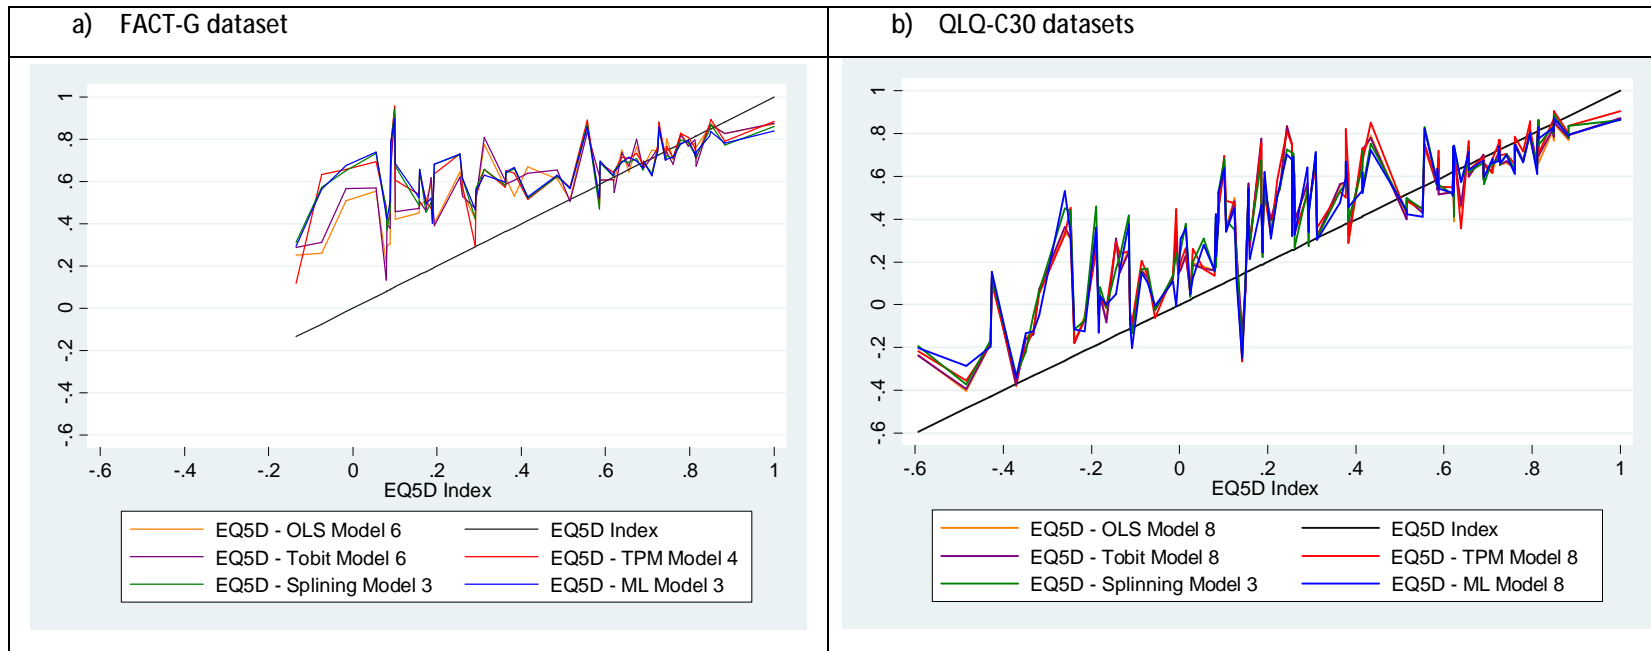 a) FACT-G dataset
1
.8
.6
.4
.2
0
-.2
-.4
-.6
-.6 -.4 -.2 0 .2 .4 .6 .8 1
EQ5D Index
EQ5D - OLS Model 6 EQ5D Index
EQ5D - Tobit Model 6 EQ5D - TPM Model 4
EQ5D - Splining Model 3 EQ5D - ML Model 3
b) QLQ-C30 datasets
1
.8
.6
.4
.2
0
-.2
-.4
-.6
-.6 -.4 -.2 0 .2 .4 .6 .8 1
EQ5D Index
EQ5D - OLS Model 8 EQ5D Index
EQ5D - Tobit Model 8 EQ5D - TPM Model 8
EQ5D - Splinning Model 3 EQ5D - ML Model 8